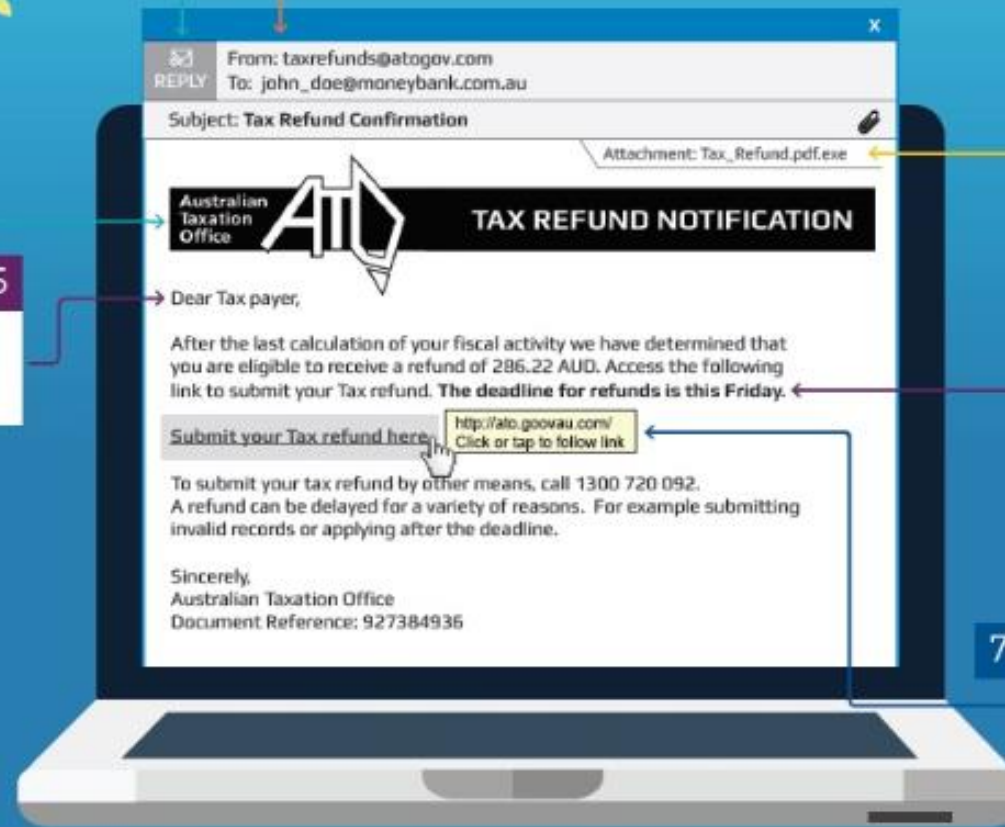 X
REPLY
From: taxrefunds@atogov.com
To: john_doe@moneybank.com.au
Subject: Tax Refund Confirmation
Attachment: Tax_Refund.pdf.exe
Australian
Taxation
Office
ATO
TAX REFUND NOTIFICATION
5
Dear Tax payer,
After the last calculation of your fiscal activity we have determined that
you are eligible to receive a refund of 286.22 AUD. Access the following
link to submit your Tax refund. The deadline for refunds is this Friday.
Submit your Tax refund here
http://ato.goovau.com/
Click or tap to follow link
To submit your tax refund by other means, call 1300 720 092.
A refund can be delayed for a variety of reasons. For example submitting
invalid records or applying after the deadline.
Sincerely,
Australian Taxation Office
Document Reference: 927384936
7